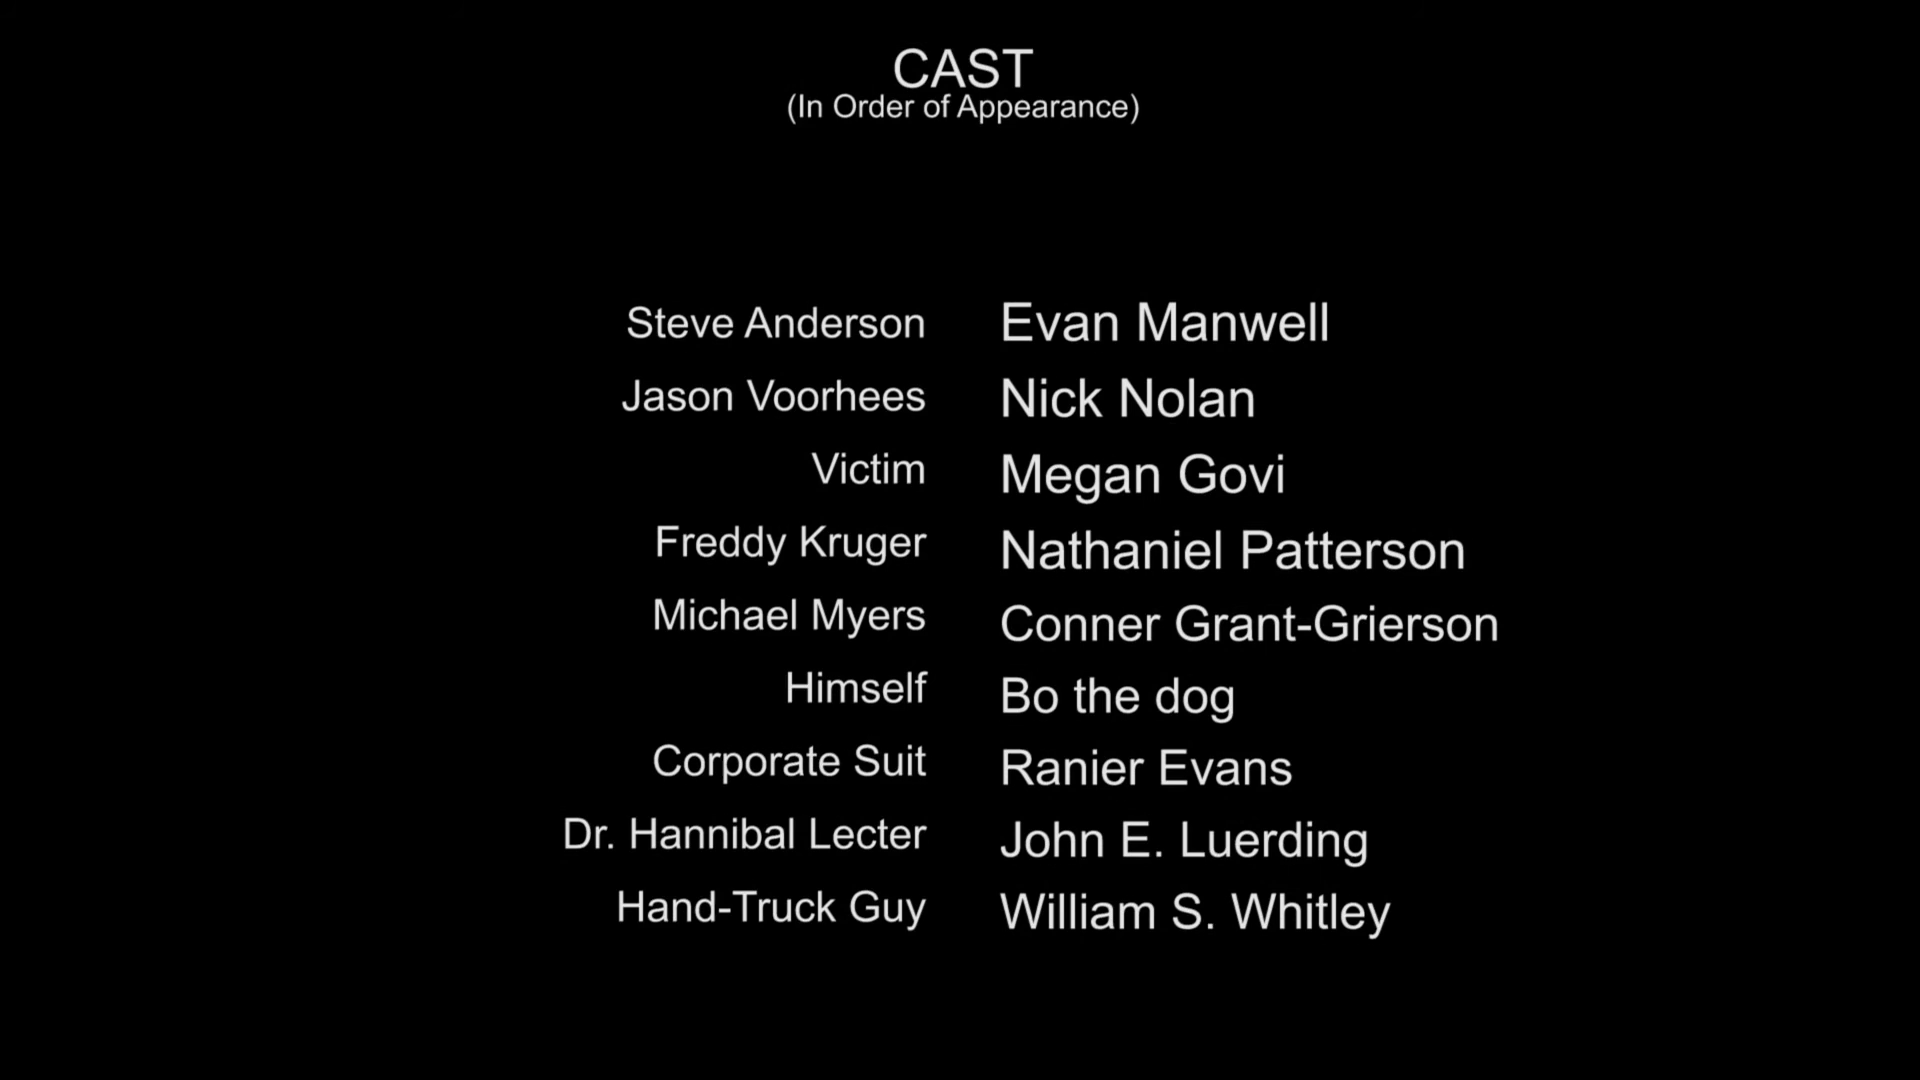 CAST
(In Order of Appearance)
Steve Anderson Evan Manwell
Jason Voorhees Nick Nolan
Victim Megan Govi
Freddy Kruger Nathaniel Patterson
Michael Myers Conner Grant-Grierson
Himself Bo the dog
Corporate Suit Ranier Evans
Dr. Hannibal Lecter John E. Luerding
Hand-Truck Guy William S. Whitley